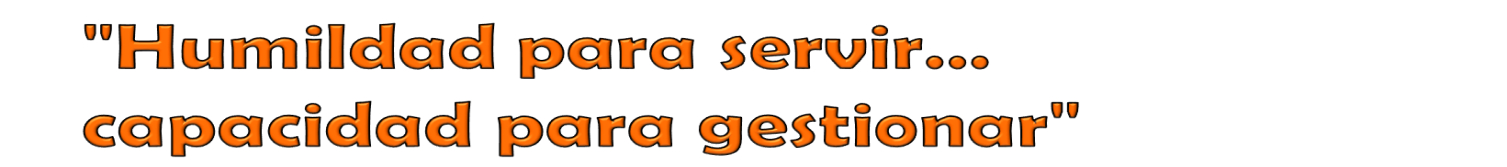 "Humildad para servir...
capacidad para gestionar"